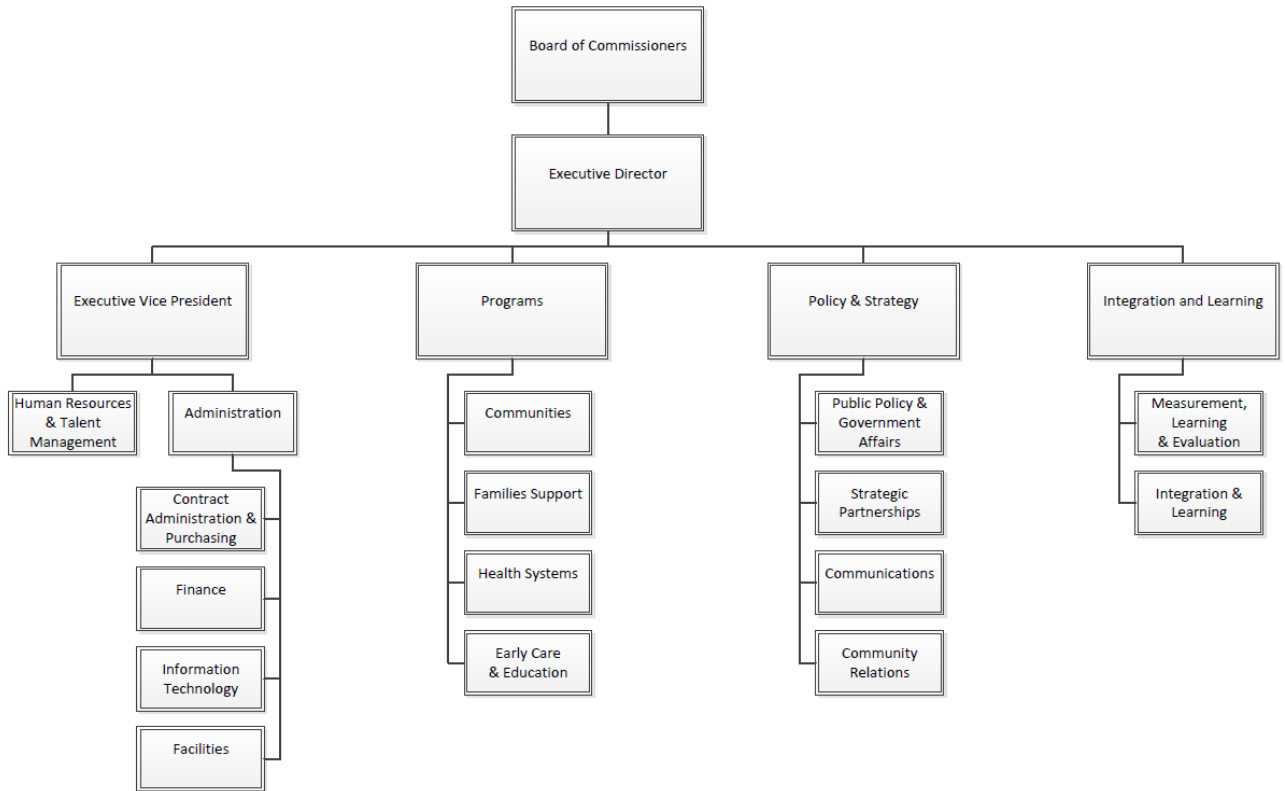 Board of Commissioners
Executive Director
Executive Vice President
Programs
Policy & Strategy
Integration and Learning
Human Resources
& Talent
Management
Administration
Contract
Administration &
Purchasing
Finance
Information
Technology
Facilities
Communities
Families Support
Health Systems
Early Care
& Education
Public Policy &
Government
Affairs
Strategic
Partnerships
Communications
Community
Relations
Measurement,
Learning
& Evaluation
Integration &
Learning